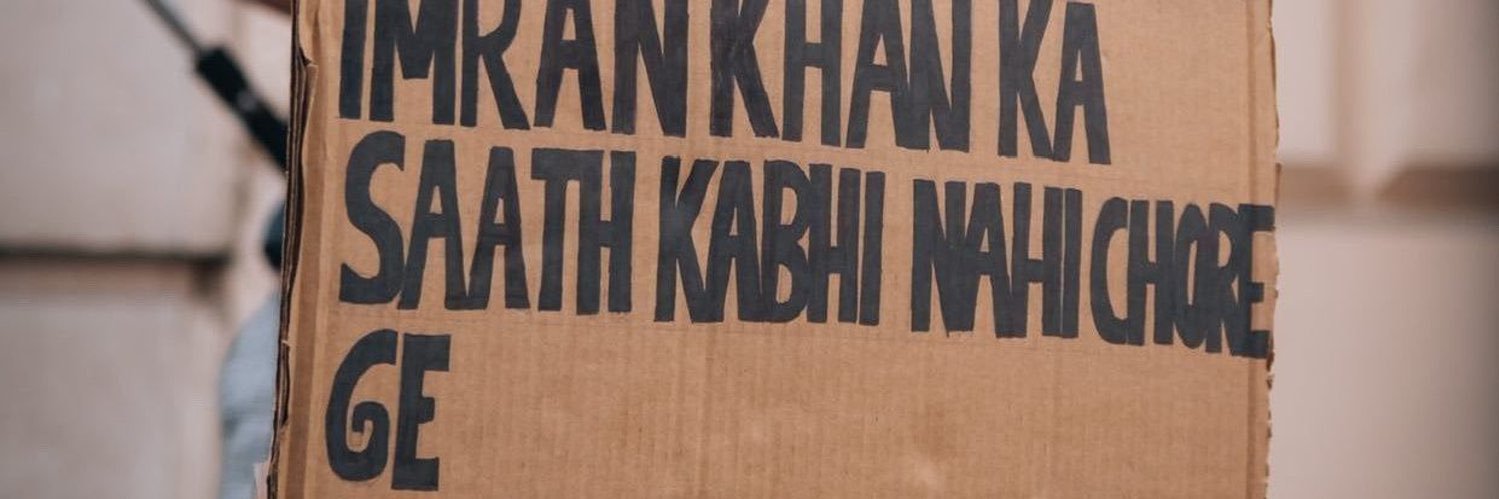 IMRAN KHAN KA
SAATH KABHI NAHI CHORE
GE